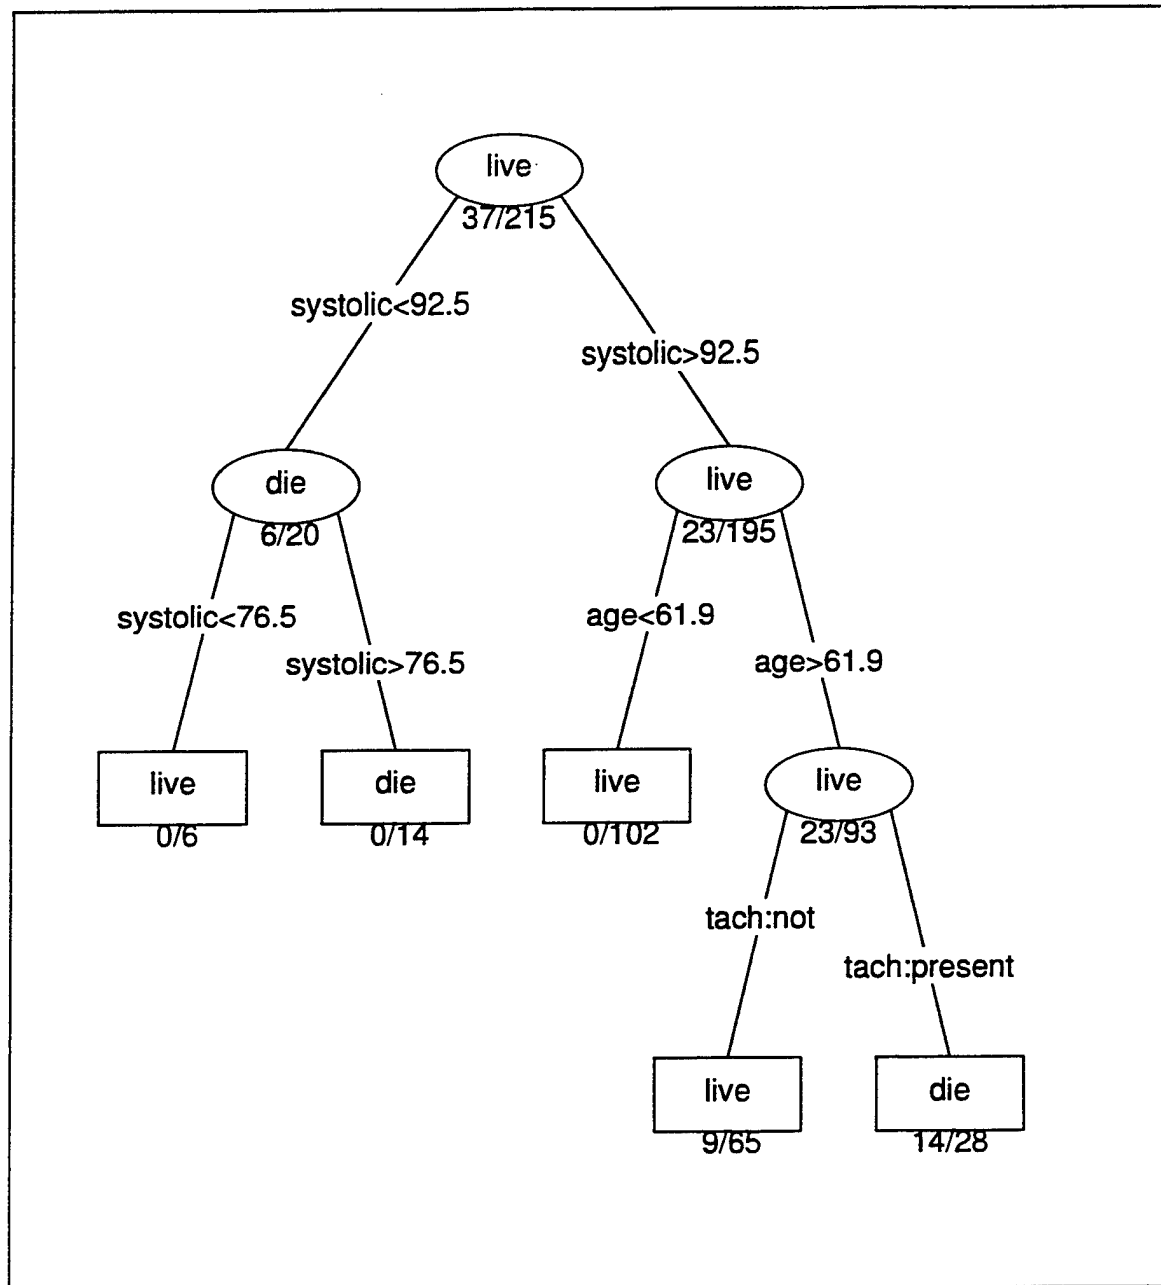 live
37/215
systolic<92.5
systolic>92.5
die
6/20
live
23/195
systolic<76.5
systolic>76.5
age<61.9
age>61.9
live
0/6
die
0/14
live
0/102
live
23/93
tach:not
tach:present
live
9/65
die
14/28